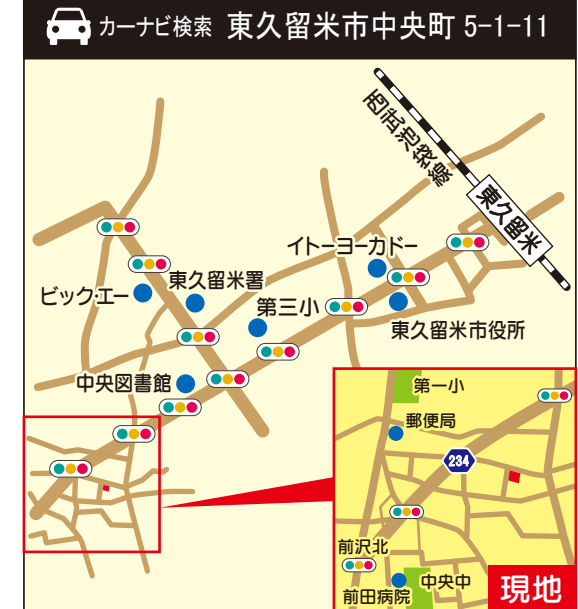 カーナビ検索 東久留米市中央町 5-1-11
西武池袋線
東久留米
イトーヨーカドー
東久留米署
ビック・エー
第三小
東久留米市役所
中央図書館
第一小
郵便局
234
前沢北
中央中
前田病院
現地